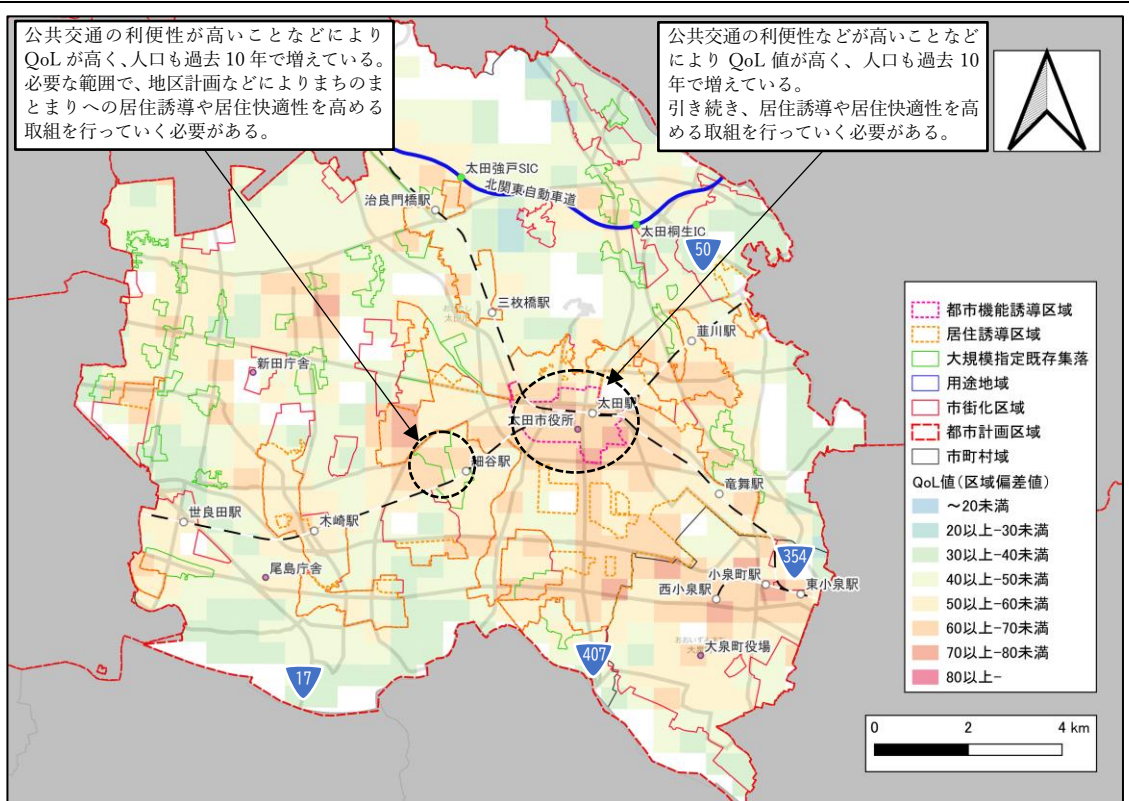 公共交通の利便性が高いことなどにより
QoL が高く、人口も過去 10 年で増えている。
必要な範囲で、地区計画などによりまちのま
とまりへの居住誘導や居住快適性を高める
取組を行っていく必要がある。
公共交通の利便性などが高いことなど
により QoL 値が高く、人口も過去 10
年で増えている。
引き続き、居住誘導や居住快適性を高
める取組を行っていく必要がある。
太田強戸SIC
北関東自動車道
治良門橋駅
太田桐生IC
50
三枚橋駅
韮川駅
新田庁舎
太田駅
太田市役所
細谷駅
竜舞駅
世良田駅
木崎駅
尾島庁舎
354
小泉町駅
西小泉駅
東小泉駅
大泉町役場
407
17
都市機能誘導区域
居住誘導区域
大規模指定既存集落
用途地域
市街化区域
都市計画区域
市町村域
QoL値(区域偏差値)
~20未満
20以上-30未満
30以上-40未満
40以上-50未満
50以上-60未満
60以上-70未満
70以上-80未満
80以上-
0 2 4 km